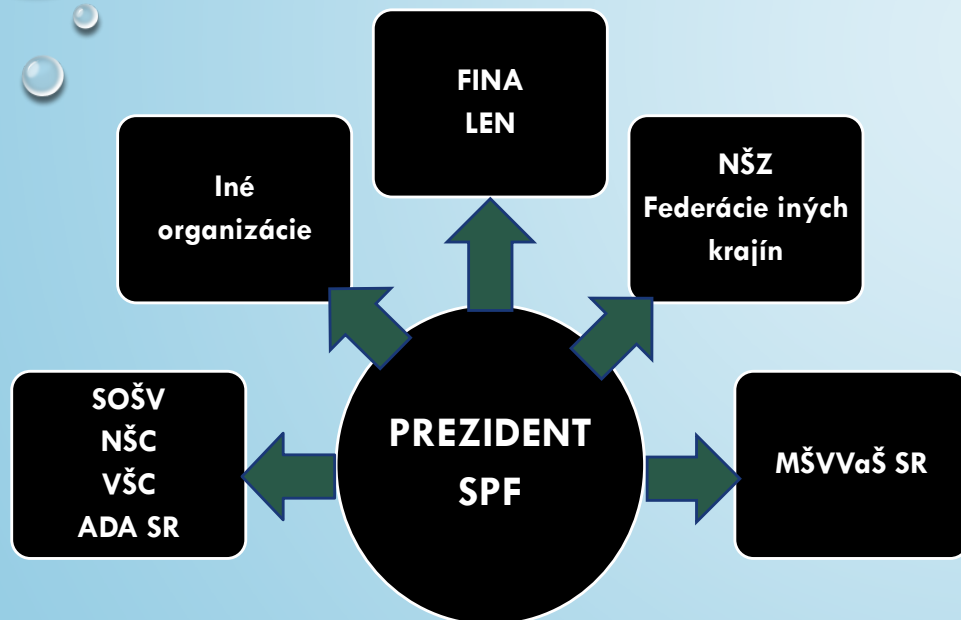 FINA
LEN
Iné
organizácie
NŠZ
Federácie iných
krajín
SOŠV
NŠC
VŠC
ADA SR
PREZIDENT
SPF
MŠVVaŠ SR